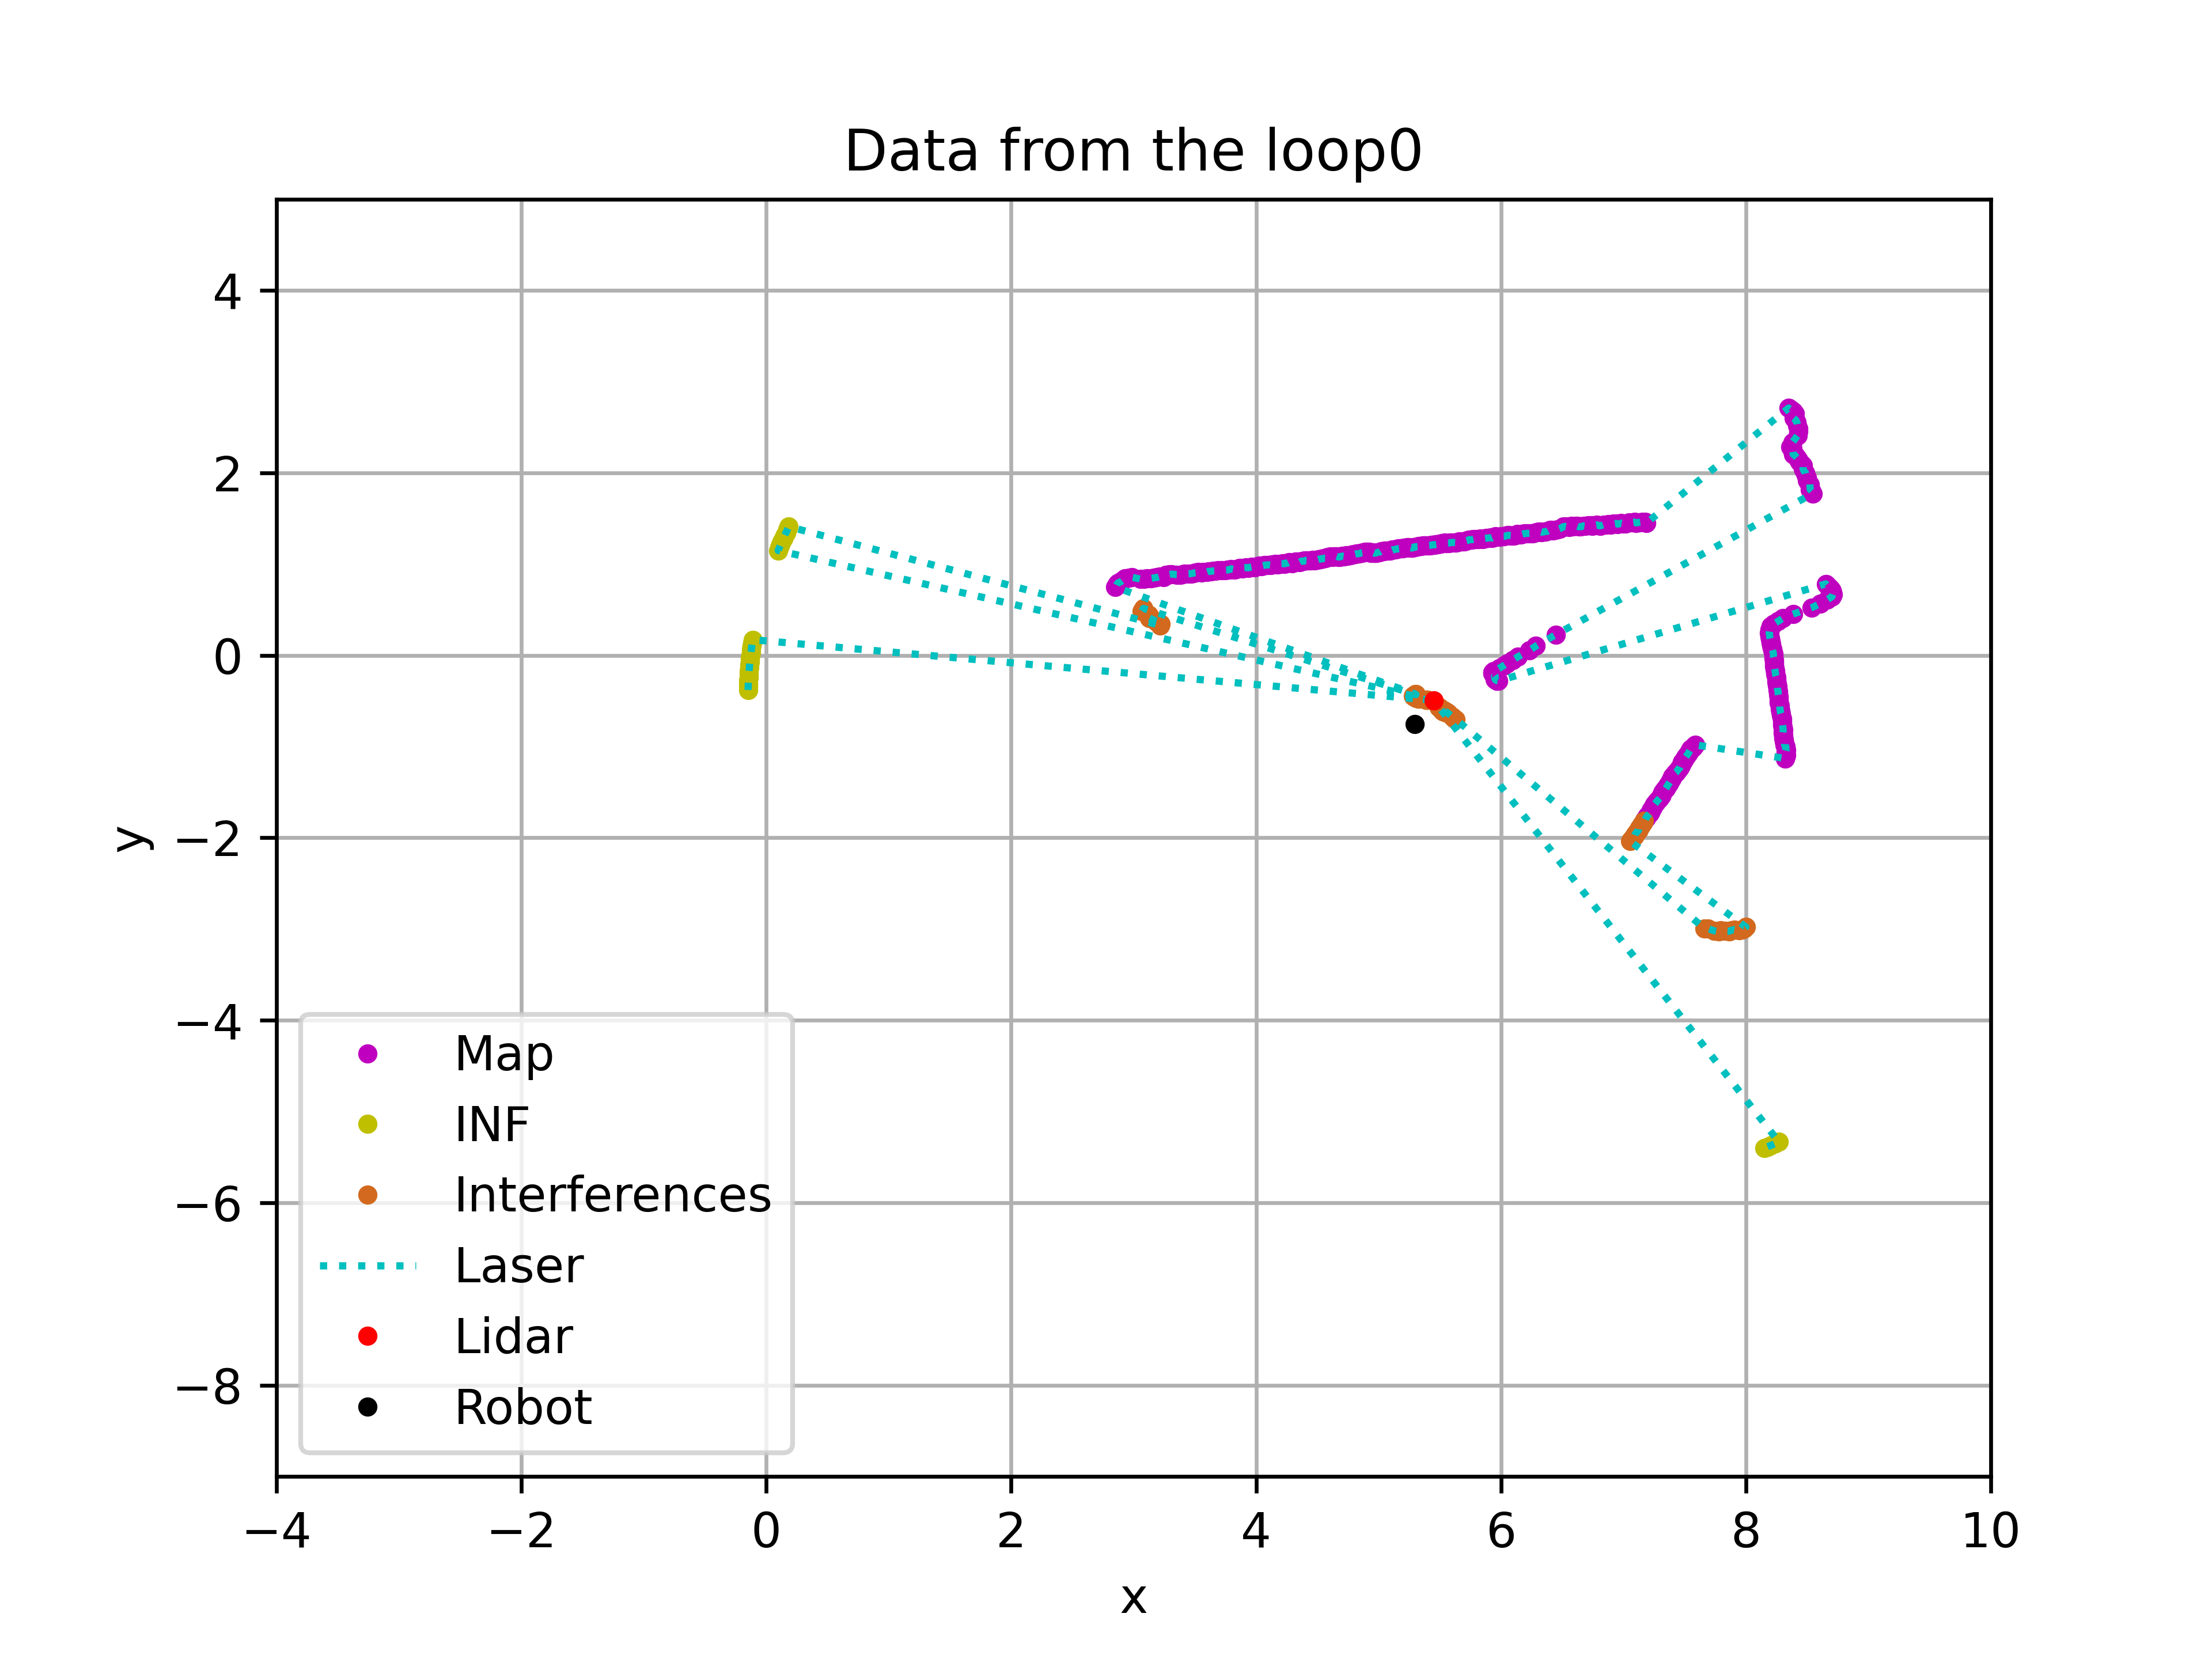 Data from the loop0
4
2
0
−2
−4
−6
−8
y
Map
INF
Interferences
Laser
Lidar
Robot
−4 −2 0 2 4 6 8 10
x